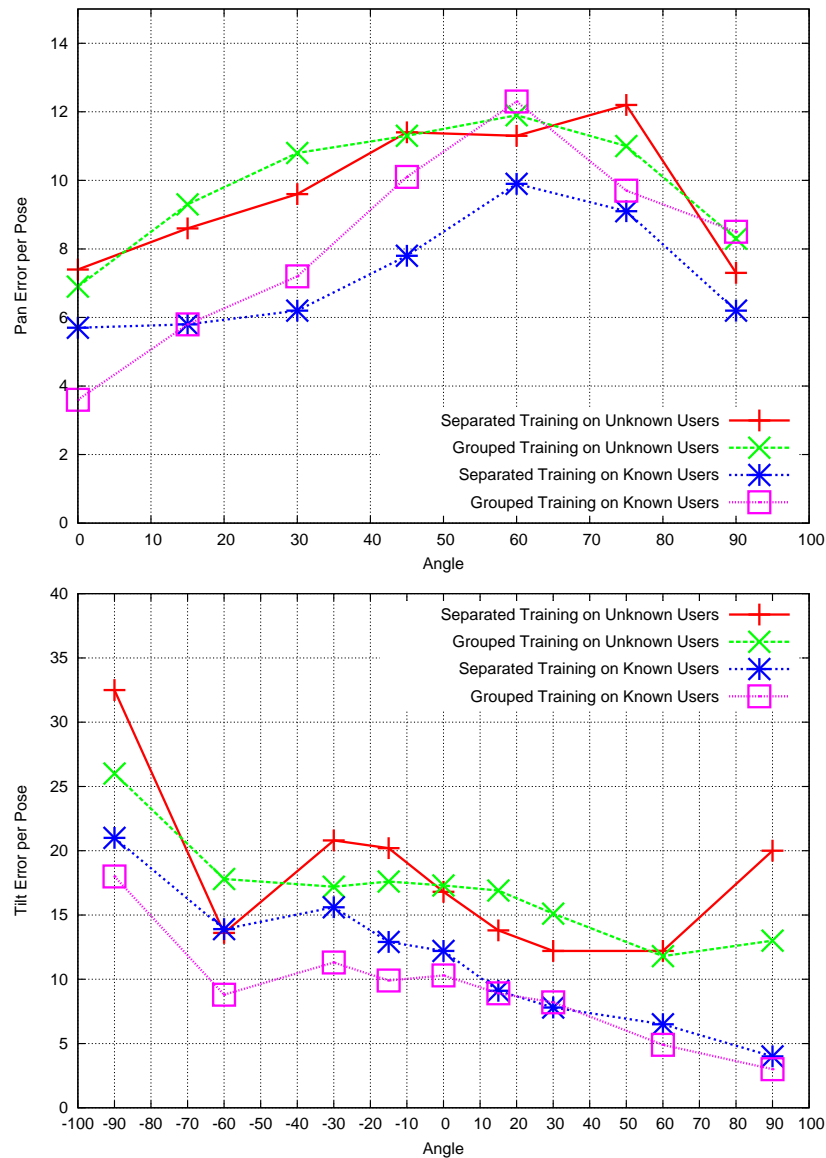 14
12
10
8
6
4
2
0
Pan Error per Pose
Separated Training on Unknown Users
Grouped Training on Unknown Users
Separated Training on Known Users
Grouped Training on Known Users
0 10 20 30 40 50 60 70 80 90 100
Angle
40
35
30
25
20
15
10
5
0
Tilt Error per Pose
Separated Training on Unknown Users
Grouped Training on Unknown Users
Separated Training on Known Users
Grouped Training on Known Users
-100 -90 -80 -70 -60 -50 -40 -30 -20 -10 0 10 20 30 40 50 60 70 80 90 100
Angle